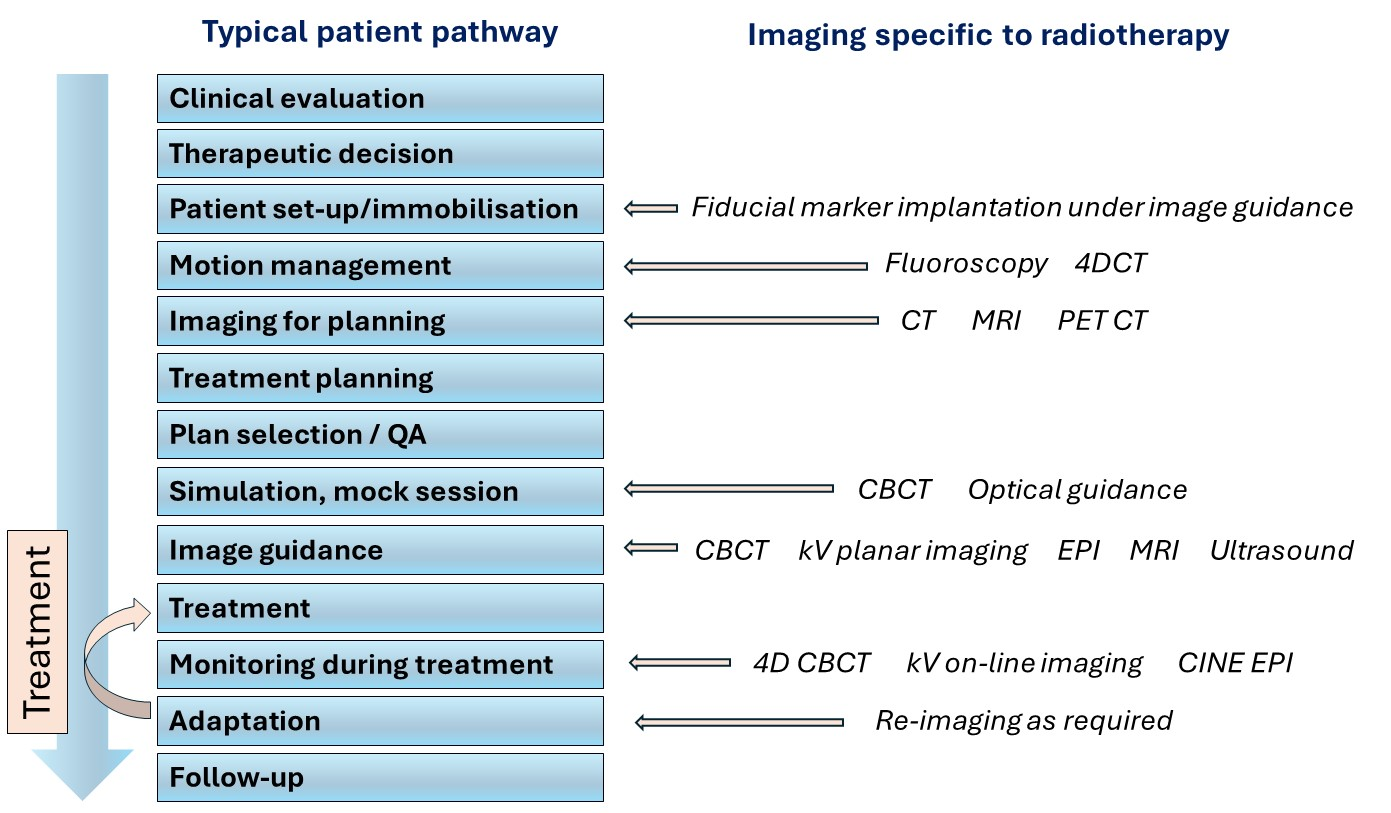 Typical patient pathway
Imaging specific to radiotherapy
Clinical evaluation
Therapeutic decision
Patient set-up/immobilisation
Fiducial marker implantation under image guidance
Motion management
Fluoroscopy 4DCT
Imaging for planning
CT MRI PET CT
Treatment planning
Plan selection / QA
Simulation, mock session
CBCT Optical guidance
Image guidance
CBCT kV planar imaging EPI MRI Ultrasound
Treatment
Treatment
Monitoring during treatment
4D CBCT kV on-line imaging CINE EPI
Adaptation
Re-imaging as required
Follow-up